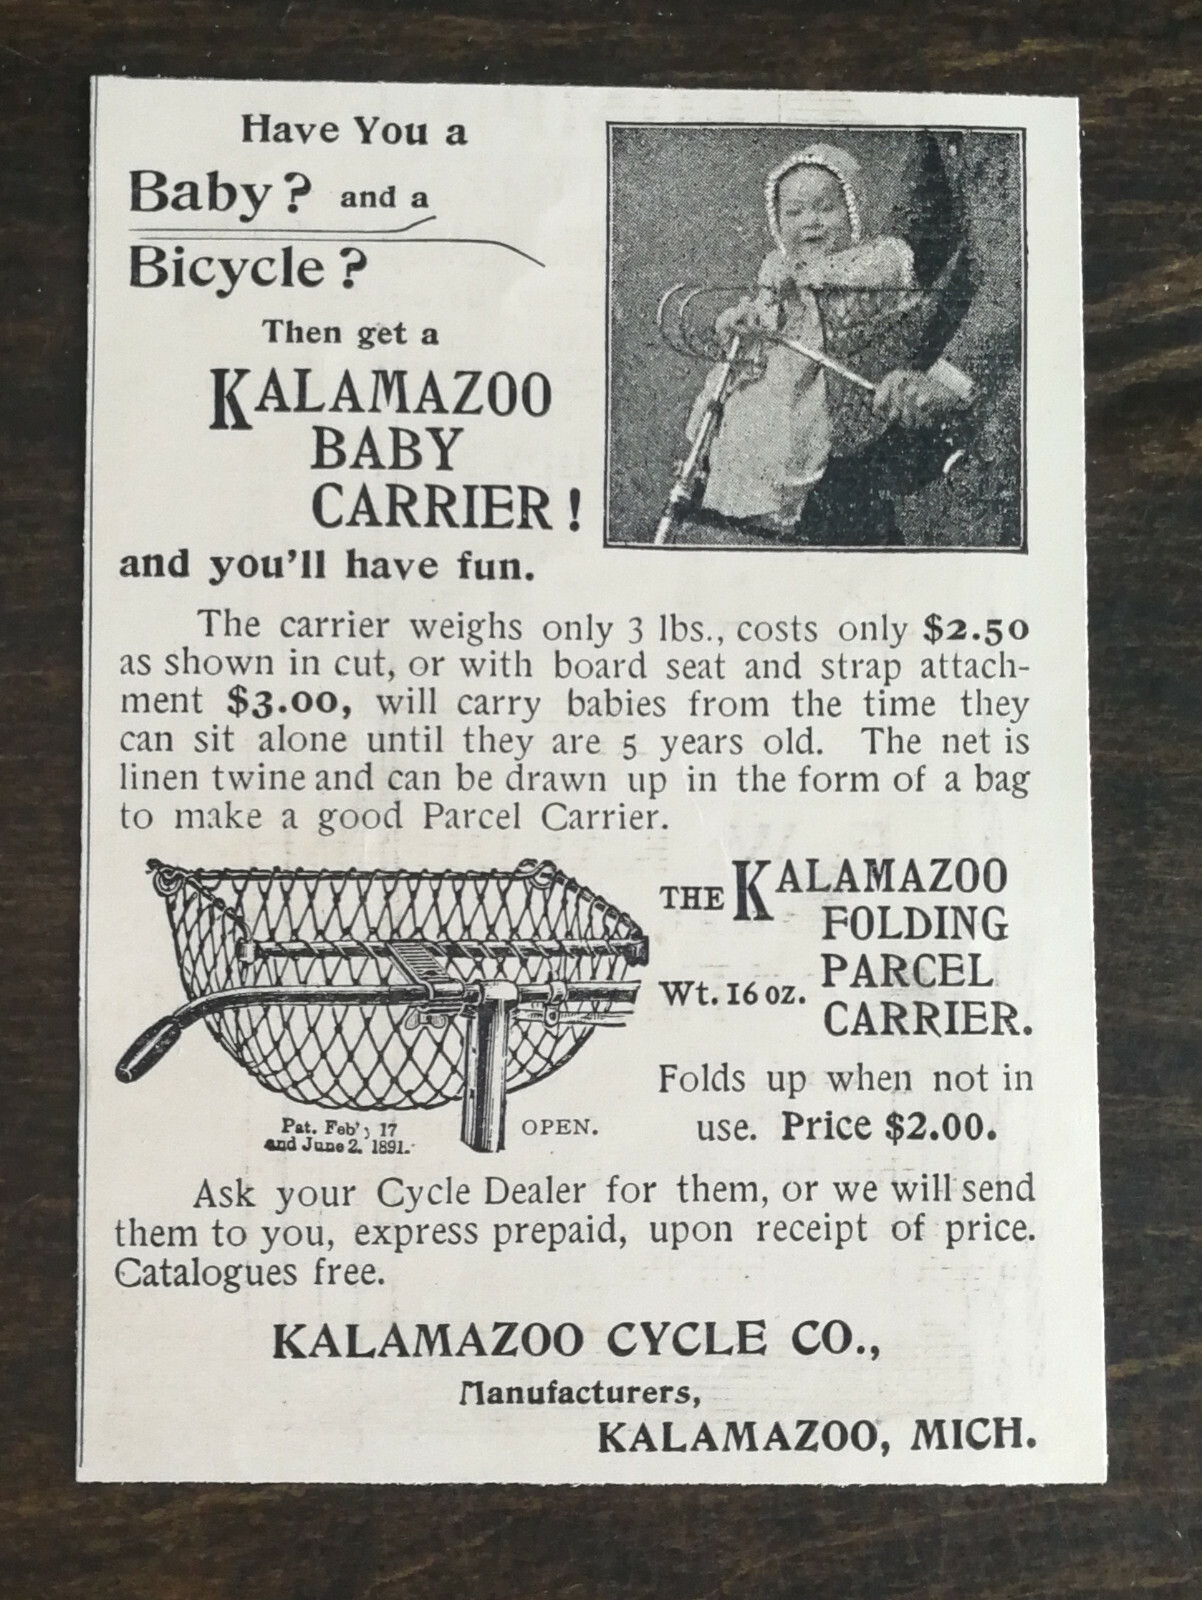 Have You a
Baby? and a
Bicycle?
Then get a
KALAMAZOO
BABY
CARRIER!
and you'll have fun.
The carrier weighs only 3 lbs., costs only $2.50
as shown in cut, or with board seat and strap attach-
ment $3.00, will carry babies from the time they
can sit alone until they are 5 years old. The net is
linen twine and can be drawn up in the form of a bag
to make a good Parcel Carrier.
THE KALAMAZOO
FOLDING
PARCEL
Wt. 16 oz.
CARRIER.
Folds up when not in
use. Price $2.00.
Pat. Feb'y 17
and June 2. 1891.
OPEN.
Ask your Cycle Dealer for them, or we will send
them to you, express prepaid, upon receipt of price.
Catalogues free.
KALAMAZOO CYCLE CO.,
Manufacturers,
KALAMAZOO, MICH.